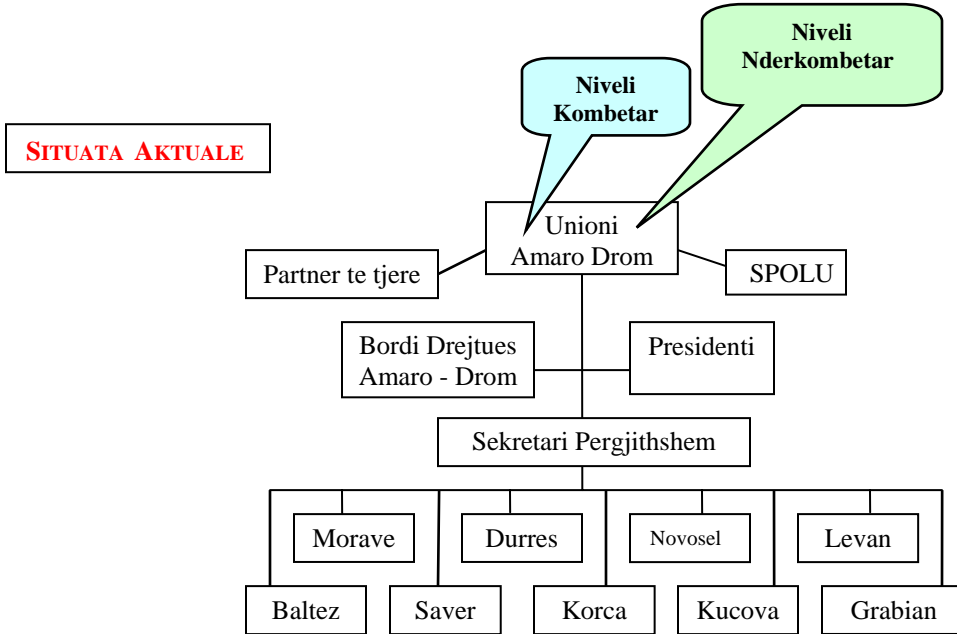 Niveli
Nderkombetar
Niveli
Kombetar
SITUATA AKTUALE
Unioni
Amaro Drom
Partner te tjere
SPOLU
Bordi Drejtues
Amaro - Drom
Presidenti
Sekretari Pergjithshem
Morave
Durres
Novosel
Levan
Baltez
Saver
Korca
Kucova
Grabian